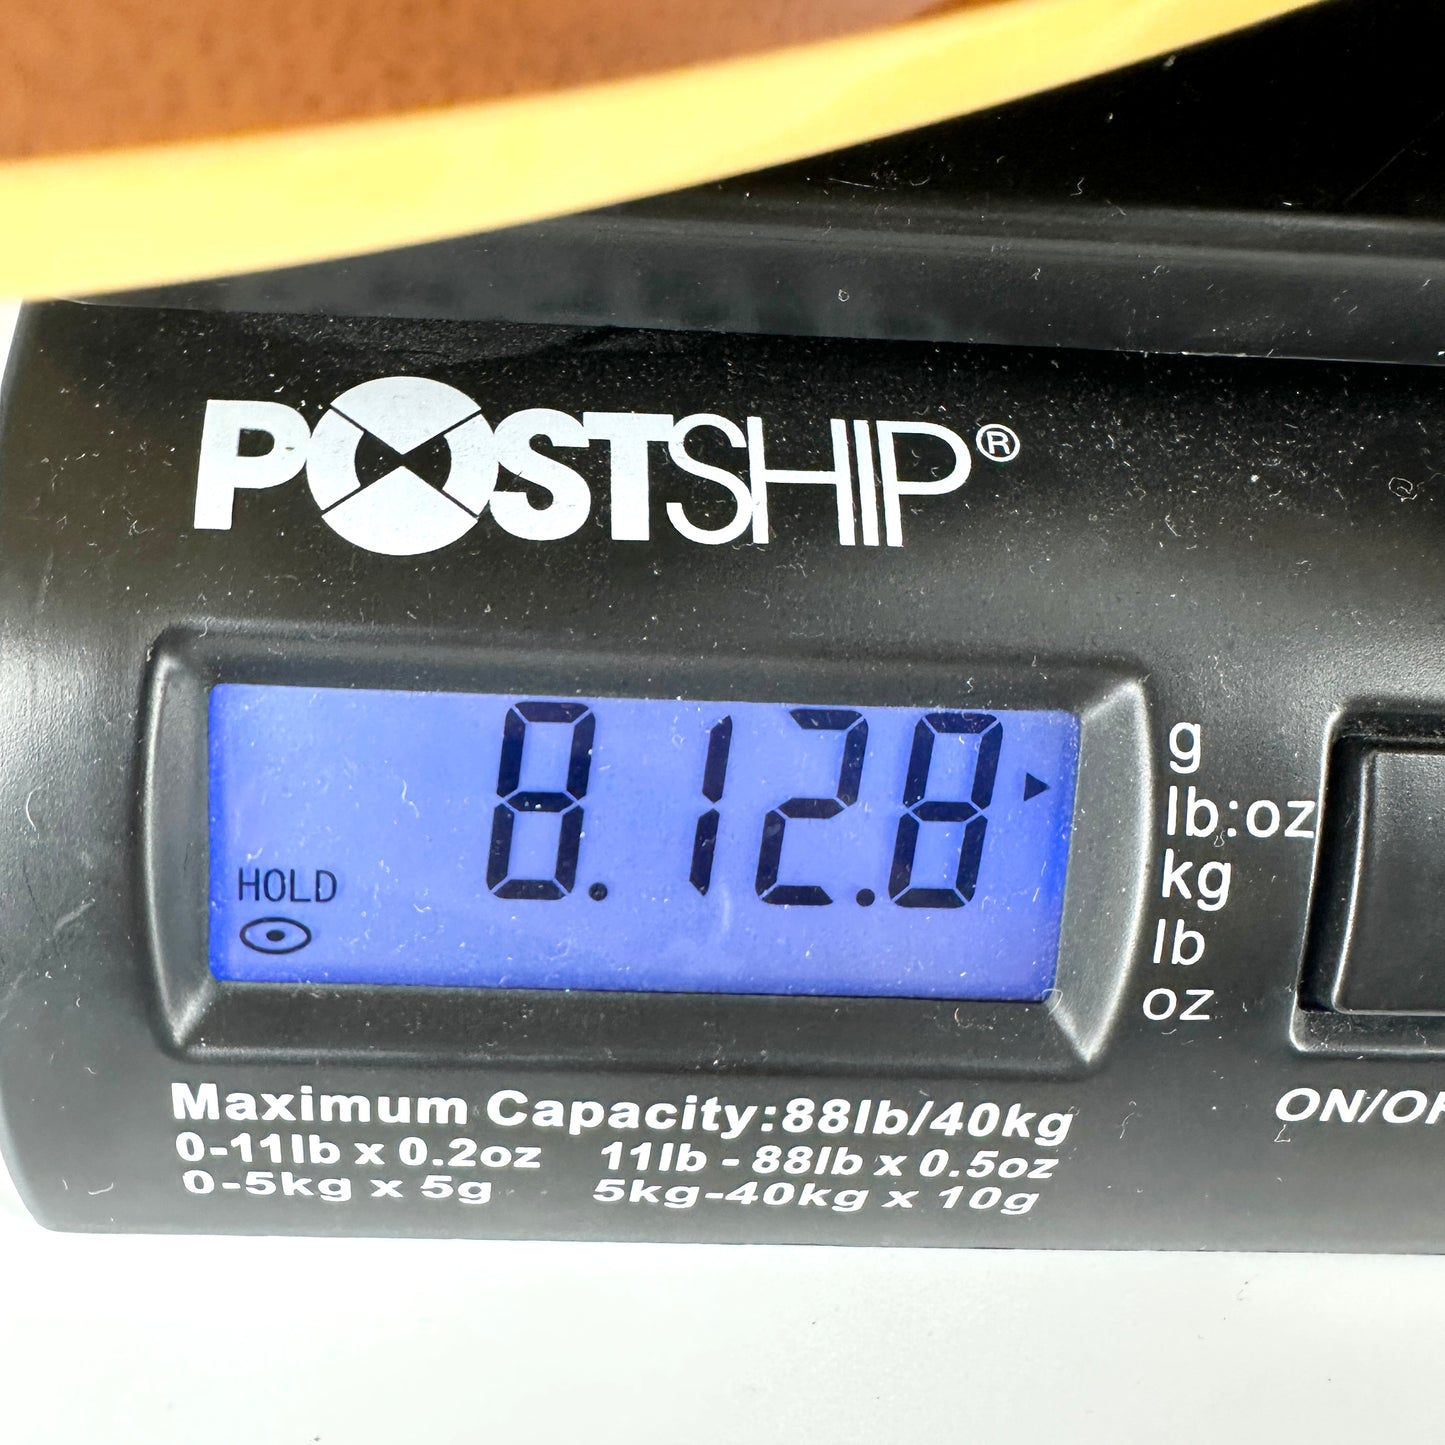 POSTSHIP®
8.12.8
HOLD
g
lb:oz
kg
lb
oz
Maximum Capacity:88lb/40kg
0-11lb x 0.2oz 11lb - 88lb x 0.5oz
0-5kg x 5g 5kg-40kg x 10g